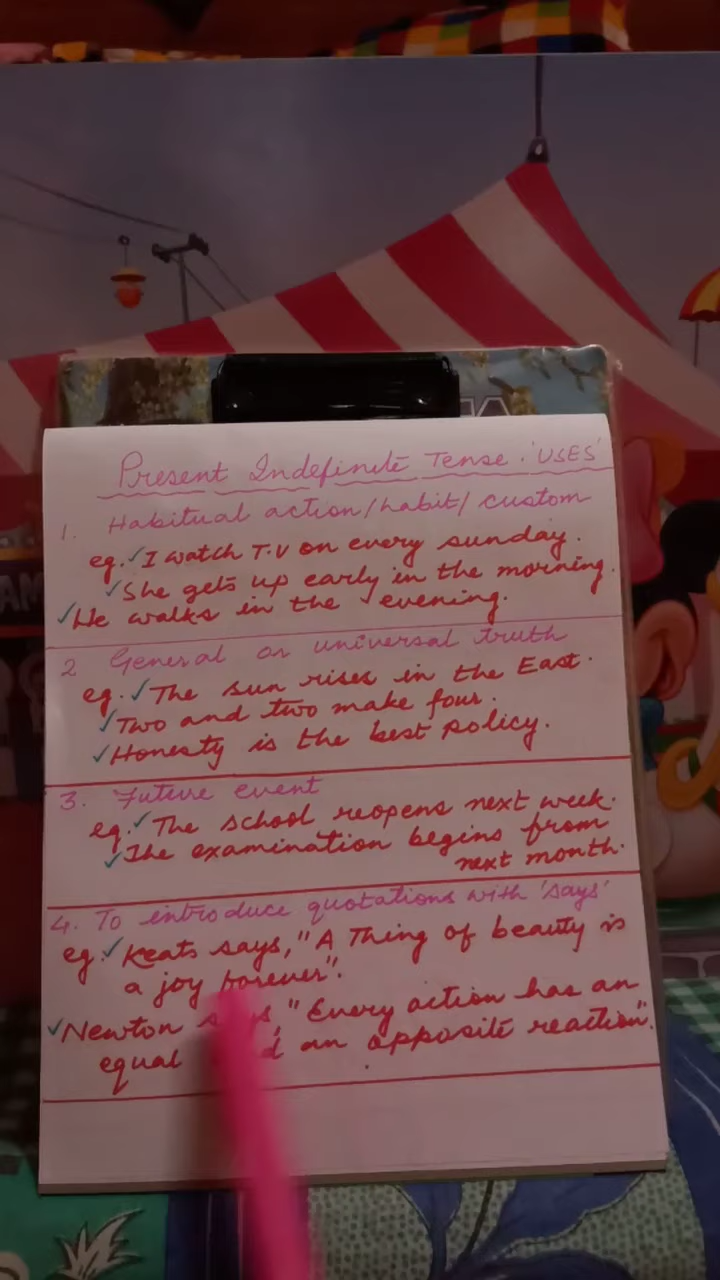 Present Indefinite Tense. 'USES'
1. Habitual action/habit/custom
eg. ✓I watch T.V on every sunday.
✓She gets up early in the morning.
✓He walks in the evening.
2 General or universal truth
eg. ✓The sun rises in the East.
✓Two and two make four.
✓Honesty is the best policy.
3. Future event
eg. ✓The school reopens next week.
✓The examination begins from
next month.
4. To introduce quotations with 'says'
eg. ✓Keats says, "A Thing of beauty is
a joy forever".
✓Newton says, "Every action has an
equal an opposite reaction".